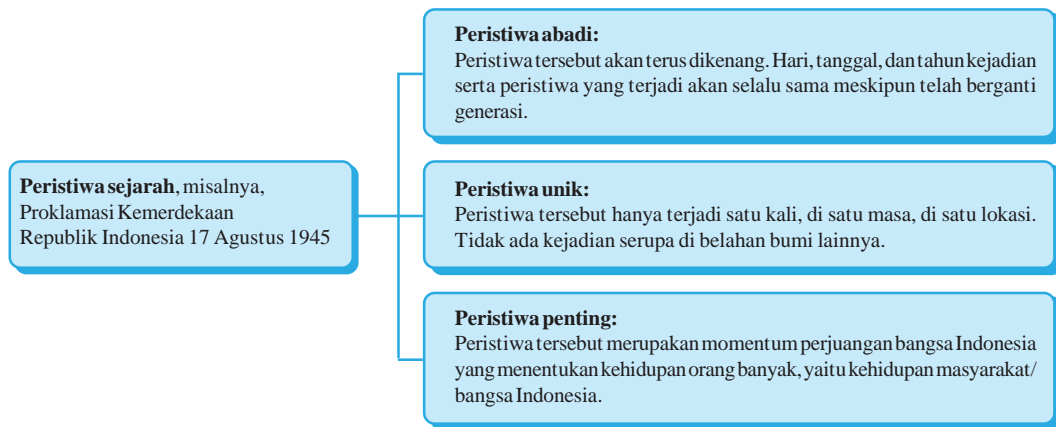 Peristiwa abadi:
Peristiwa tersebut akan terus dikenang. Hari, tanggal, dan tahun kejadian
serta peristiwa yang terjadi akan selalu sama meskipun telah berganti
generasi.
Peristiwa sejarah, misalnya,
Proklamasi Kemerdekaan
Republik Indonesia 17 Agustus 1945
Peristiwa unik:
Peristiwa tersebut hanya terjadi satu kali, di satu masa, di satu lokasi.
Tidak ada kejadian serupa di belahan bumi lainnya.
Peristiwa penting:
Peristiwa tersebut merupakan momentum perjuangan bangsa Indonesia
yang menentukan kehidupan orang banyak, yaitu kehidupan masyarakat/
bangsa Indonesia.